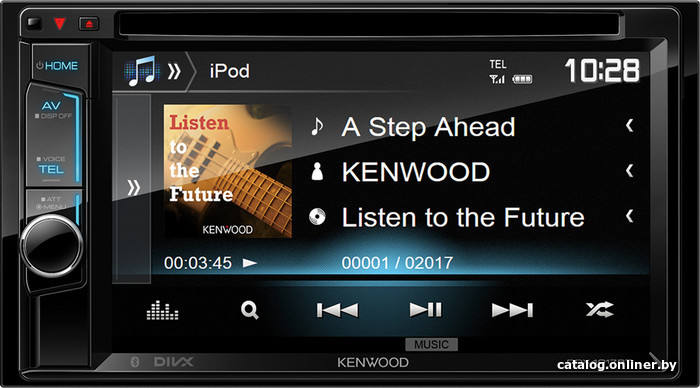 HOME
iPod
TEL
10:28
AV
DISP OFF
VOICE
TEL
ATT
MENU
Listen
to
the
Future
KENWOOD
A Step Ahead
KENWOOD
Listen to the Future
00:03:45
00001 / 02017
MUSIC
DIVX
KENWOOD
catalog.onliner.by